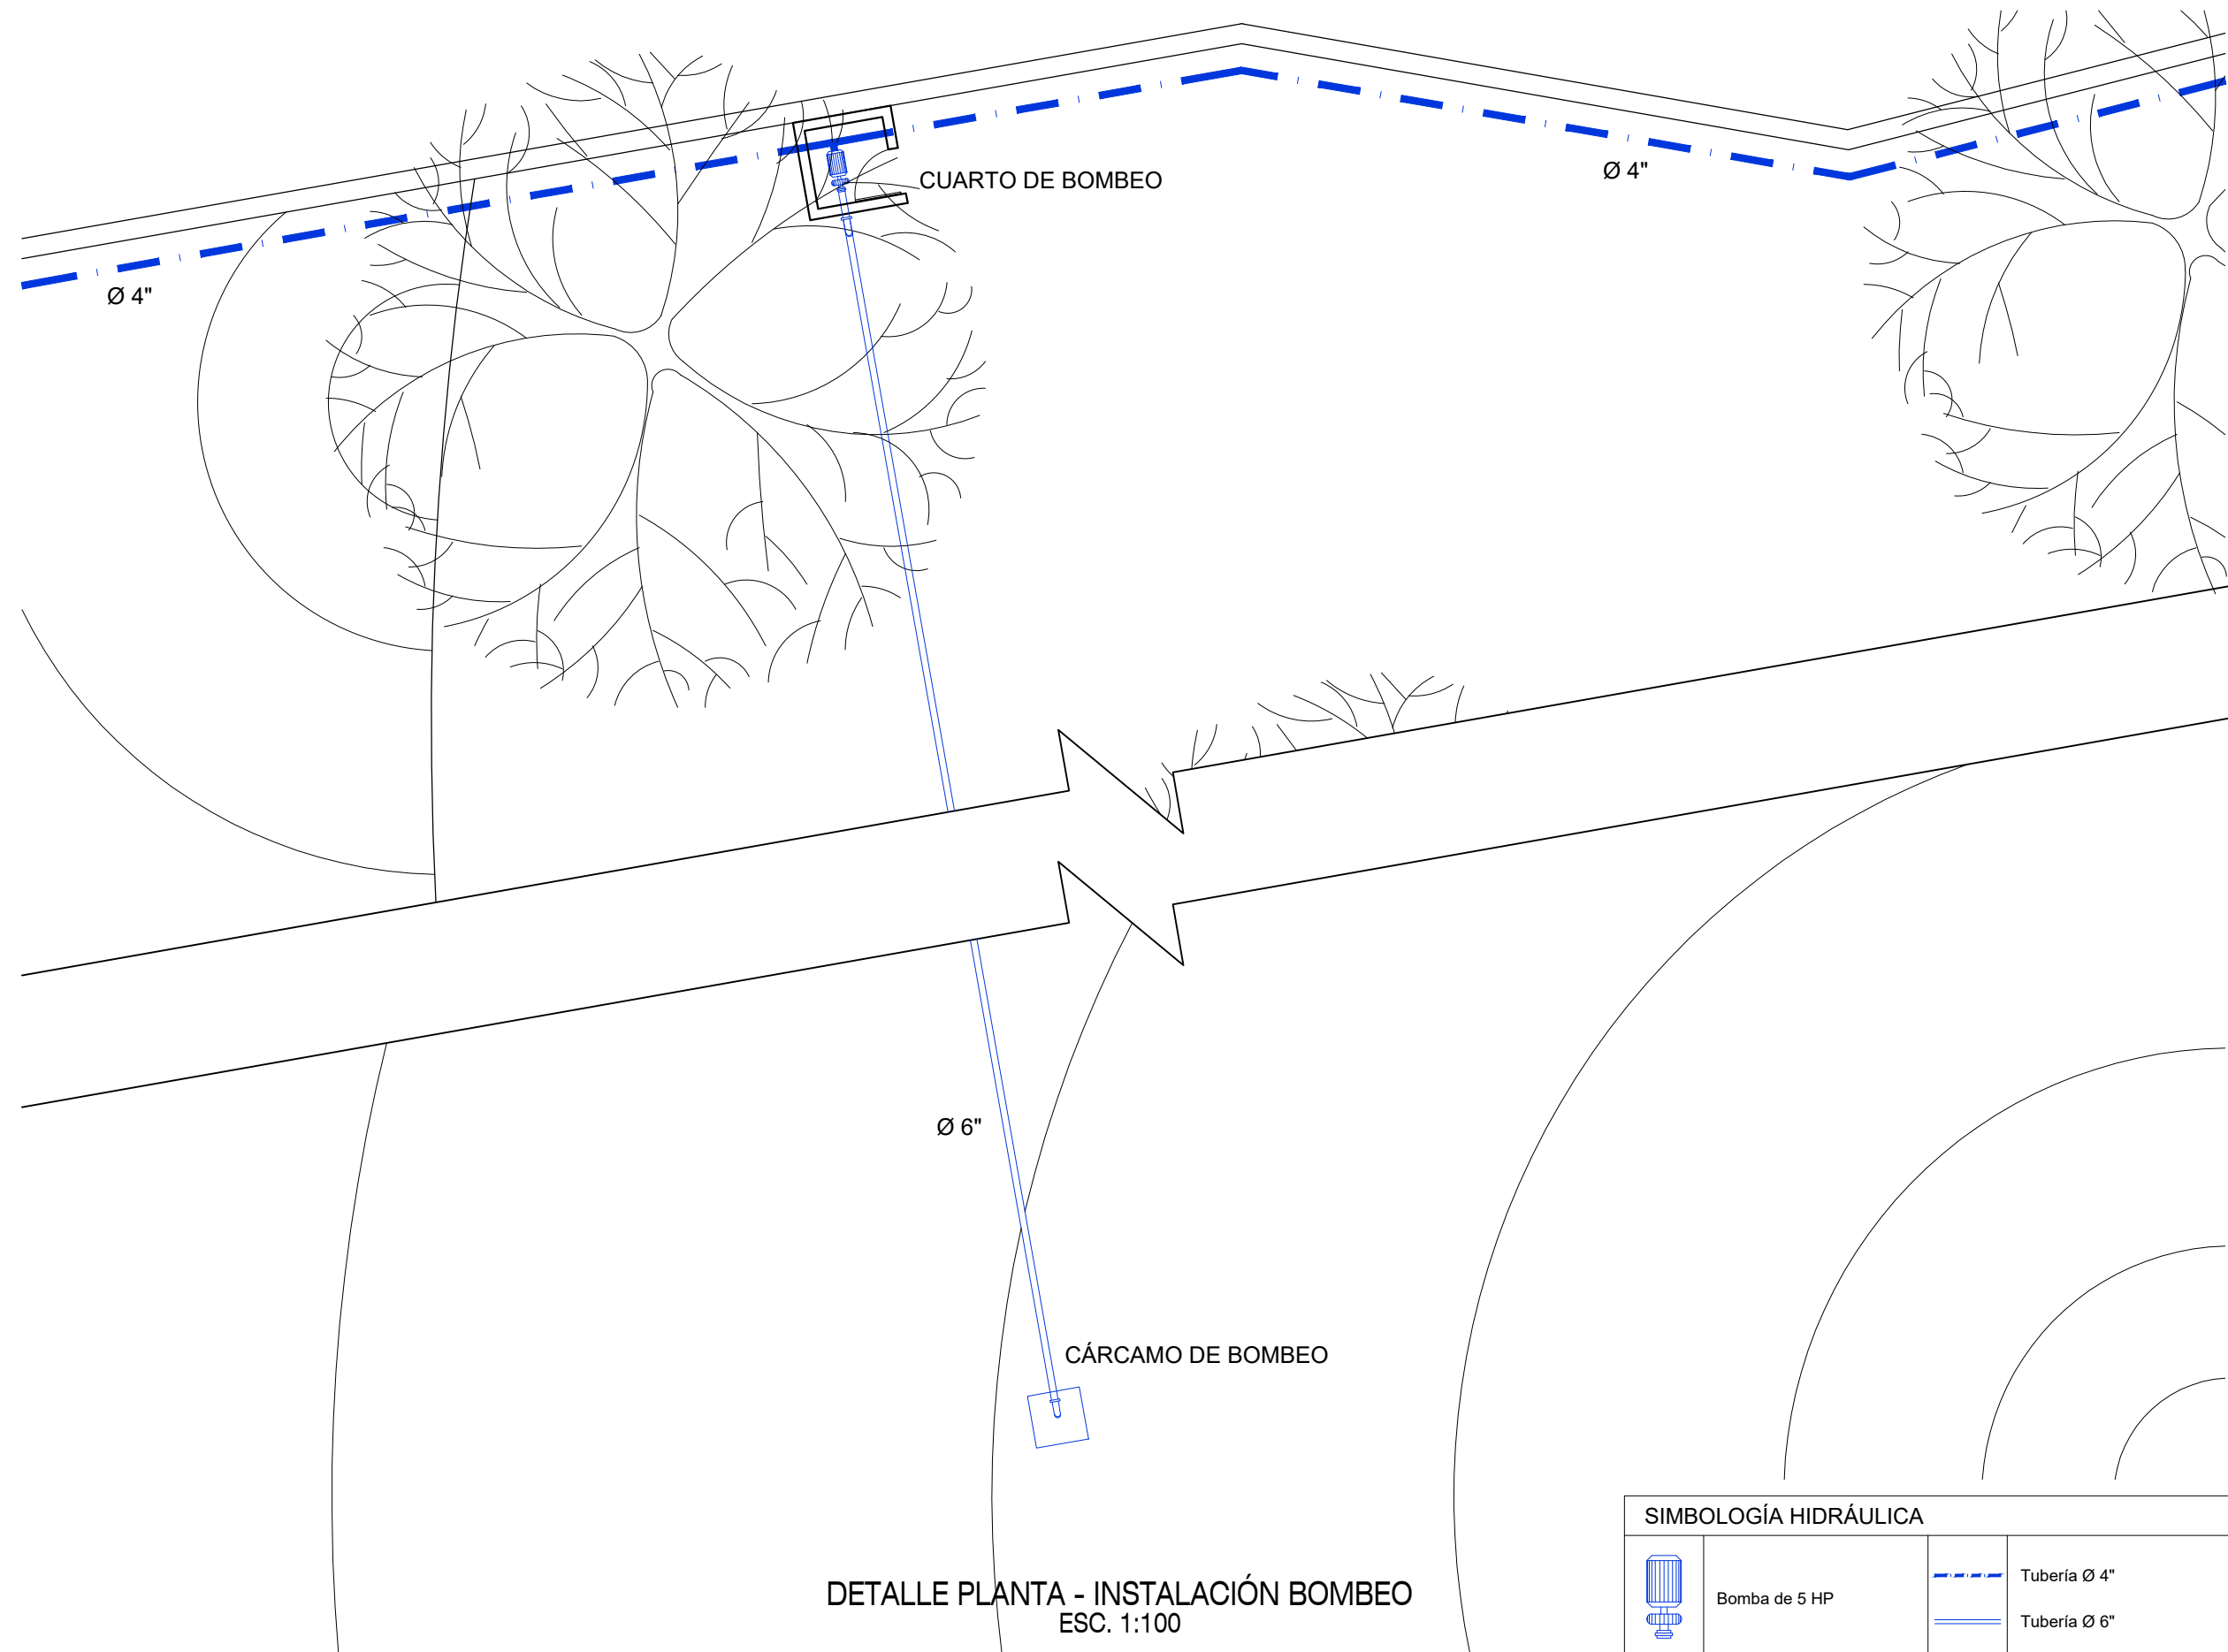 CUARTO DE BOMBEO
Ø 4"
Ø 4"
Ø 6"
CÁRCAMO DE BOMBEO
DETALLE PLANTA - INSTALACIÓN BOMBEO
ESC. 1:100
SIMBOLOGÍA HIDRÁULICA
Bomba de 5 HP
Tubería Ø 4"
Tubería Ø 6"